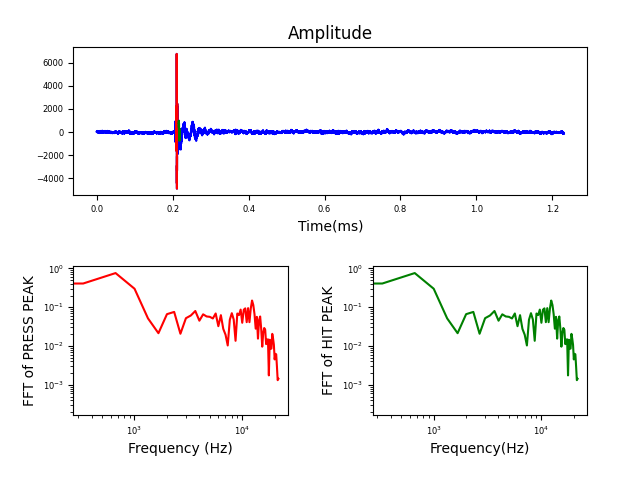 Amplitude
6000
4000
2000
0
−2000
−4000
0.0 0.2 0.4 0.6 0.8 1.0 1.2
Time(ms)
FFT of PRESS PEAK
10⁰
10⁻¹
10⁻²
10⁻³
10³ 10⁴
Frequency (Hz)
FFT of HIT PEAK
10⁰
10⁻¹
10⁻²
10⁻³
10³ 10⁴
Frequency(Hz)